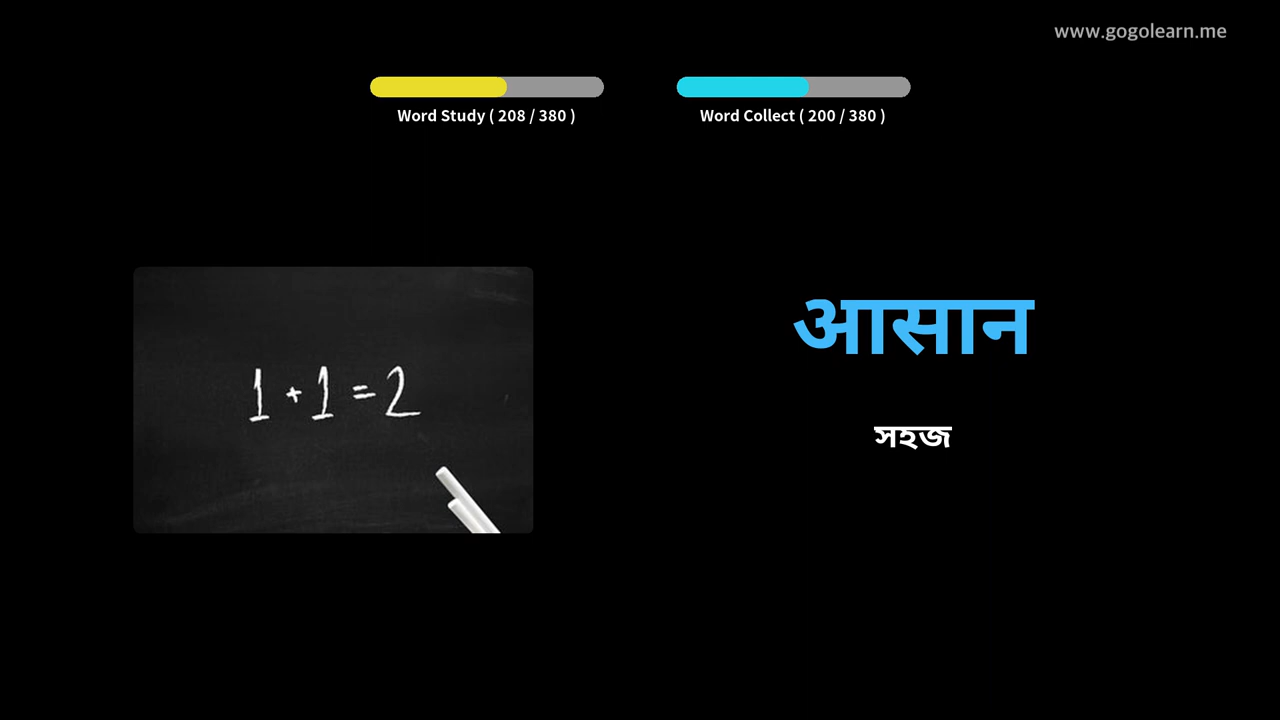 www.gogolearn.me
Word Study ( 208 / 380 )
Word Collect ( 200 / 380 )
1 + 1 = 2
आसान
সহজ